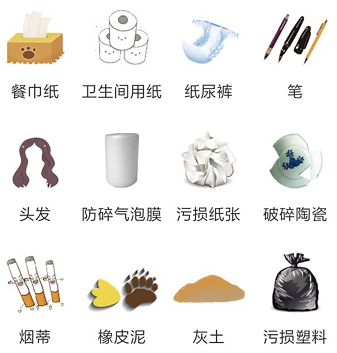 餐巾纸 卫生间用纸 纸尿裤 笔
头发 防碎气泡膜 污损纸张 破碎陶瓷
烟蒂 橡皮泥 灰土 污损塑料